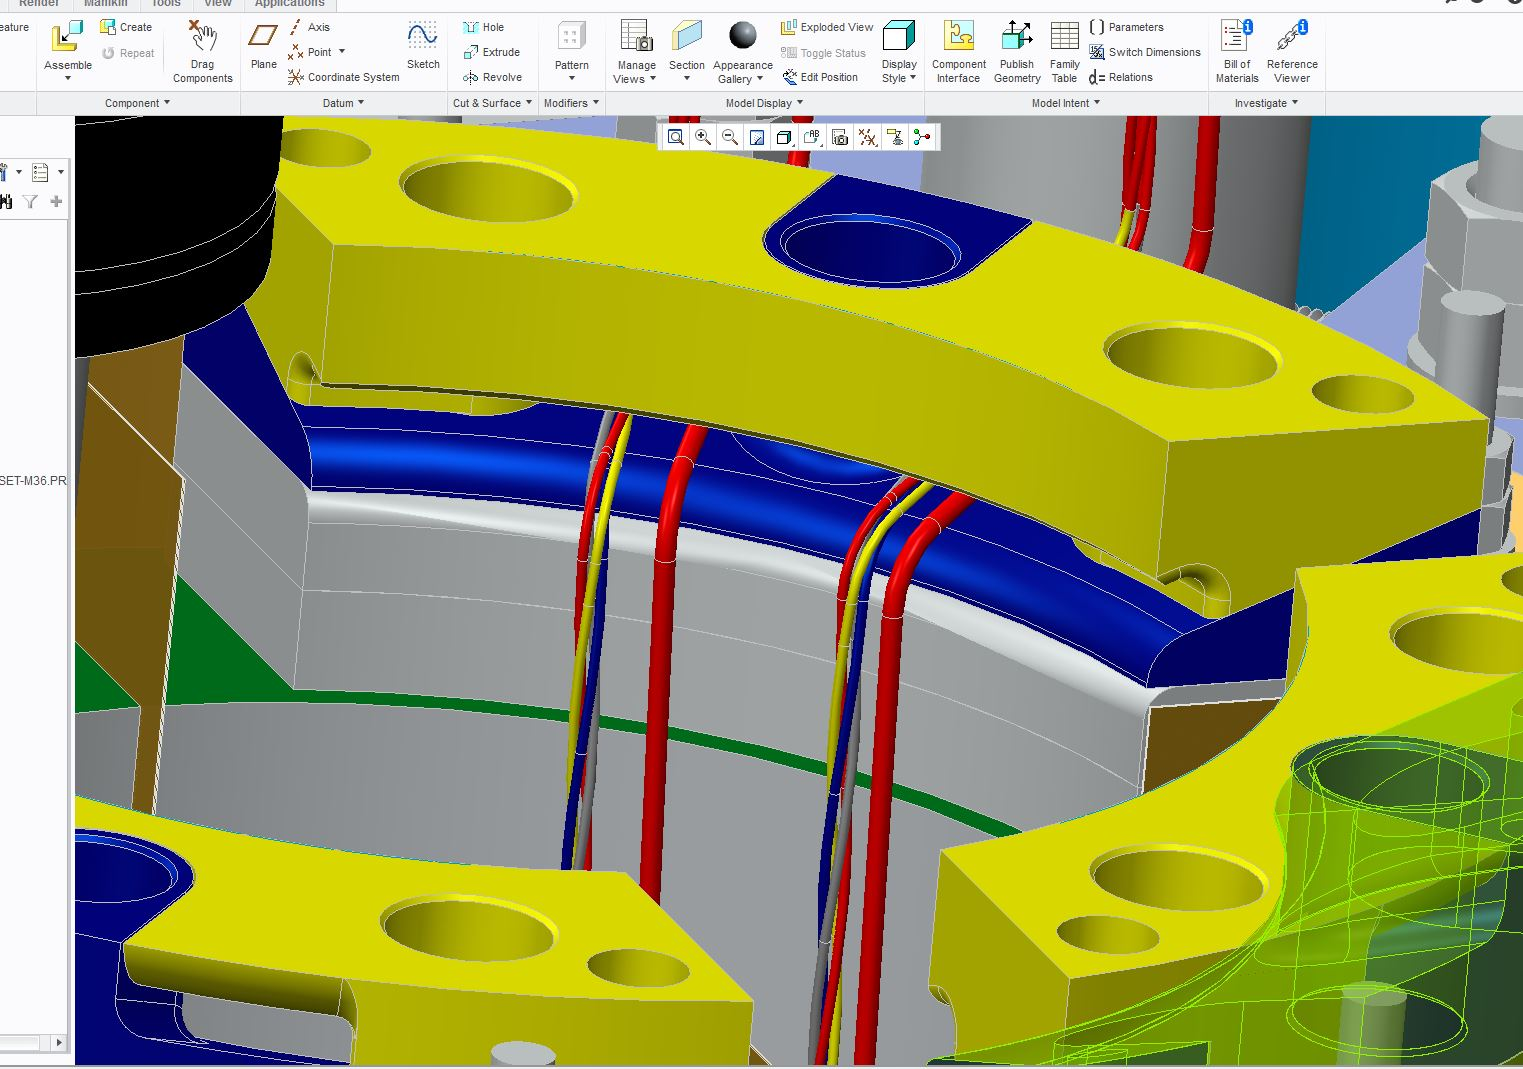 Render Manikin Tools View Applications
eature
Create
Repeat
Assemble
Drag
Components
Plane
Axis
Point
Coordinate System
Sketch
Hole
Extrude
Revolve
Pattern
Manage
Views
Section
Appearance
Gallery
Exploded View
Toggle Status
Edit Position
Display
Style
Component
Interface
Publish
Geometry
Family
Table
Parameters
Switch Dimensions
d= Relations
Bill of
Materials
Reference
Viewer
Component
Datum
Cut & Surface
Modifiers
Model Display
Model Intent
Investigate
AB
SET-M36.PR